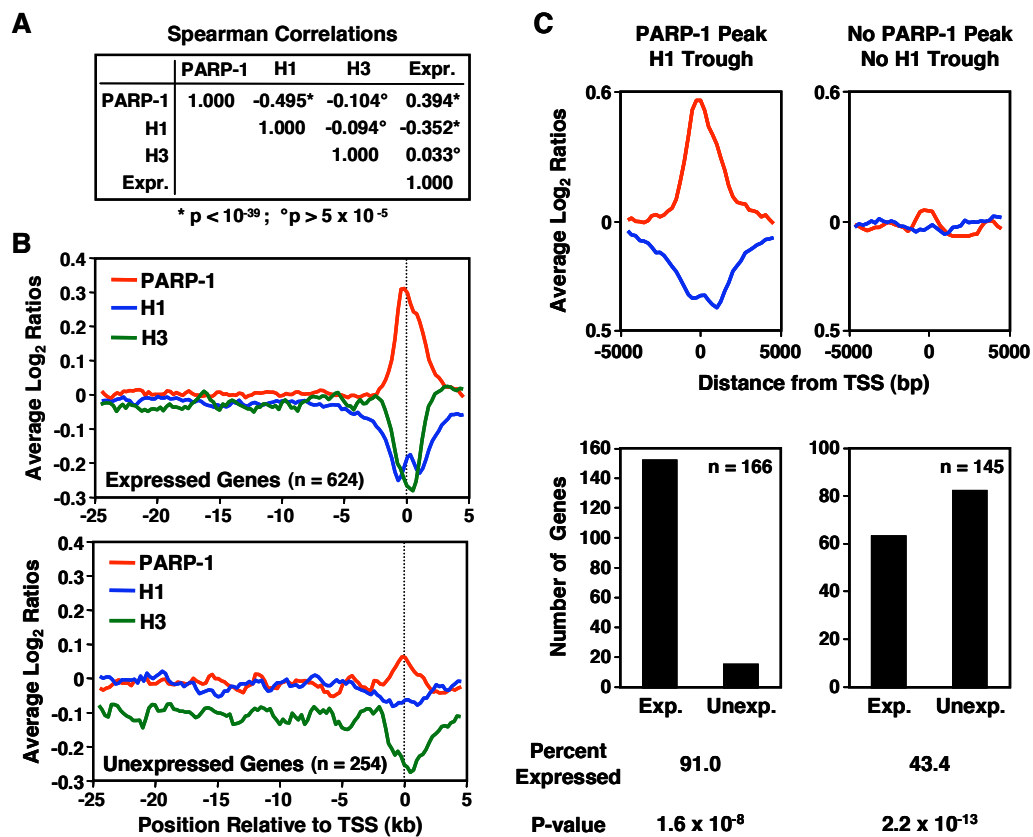 A
Spearman Correlations
PARP-1 H1 H3 Expr.
PARP-1 1.000 -0.495* -0.104° 0.394*
H1 1.000 -0.094° -0.352*
H3 1.000 0.033°
Expr. 1.000
* p < 10-39 ; °p > 5 x 10-5
B
Average Log2 Ratios
0.4
0.3
0.2
0.1
0
-0.1
-0.2
-0.3
PARP-1
H1
H3
Expressed Genes (n = 624)
-25 -20 -15 -10 -5 0 5
Average Log2 Ratios
0.4
0.3
0.2
0.1
0
-0.1
-0.2
-0.3
PARP-1
H1
H3
Unexpressed Genes (n = 254)
-25 -20 -15 -10 -5 0 5
Position Relative to TSS (kb)
C
PARP-1 Peak
H1 Trough
No PARP-1 Peak
No H1 Trough
Average Log2 Ratios
0.6
0
0.5
-5000 0 5000
0.6
0
0.5
-5000 0 5000
Distance from TSS (bp)
Number of Genes
160
140
120
100
80
60
40
20
0
n = 166
Exp. Unexp.
100
80
60
40
20
0
n = 145
Exp. Unexp.
Percent
Expressed
91.0 43.4
P-value 1.6 x 10-8 2.2 x 10-13